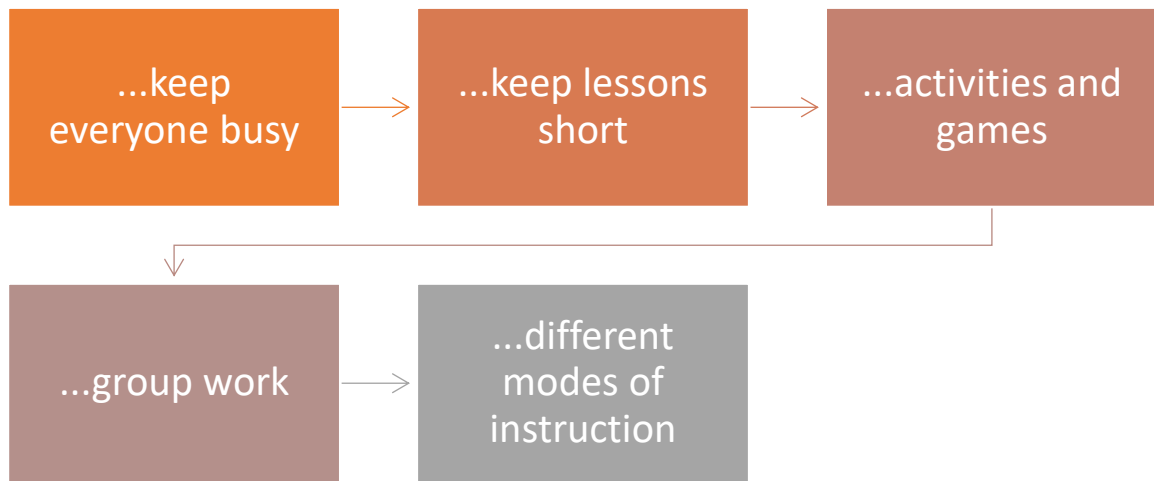 ...keep
everyone busy
...keep lessons
short
...activities and
games
...group work
...different
modes of
instruction